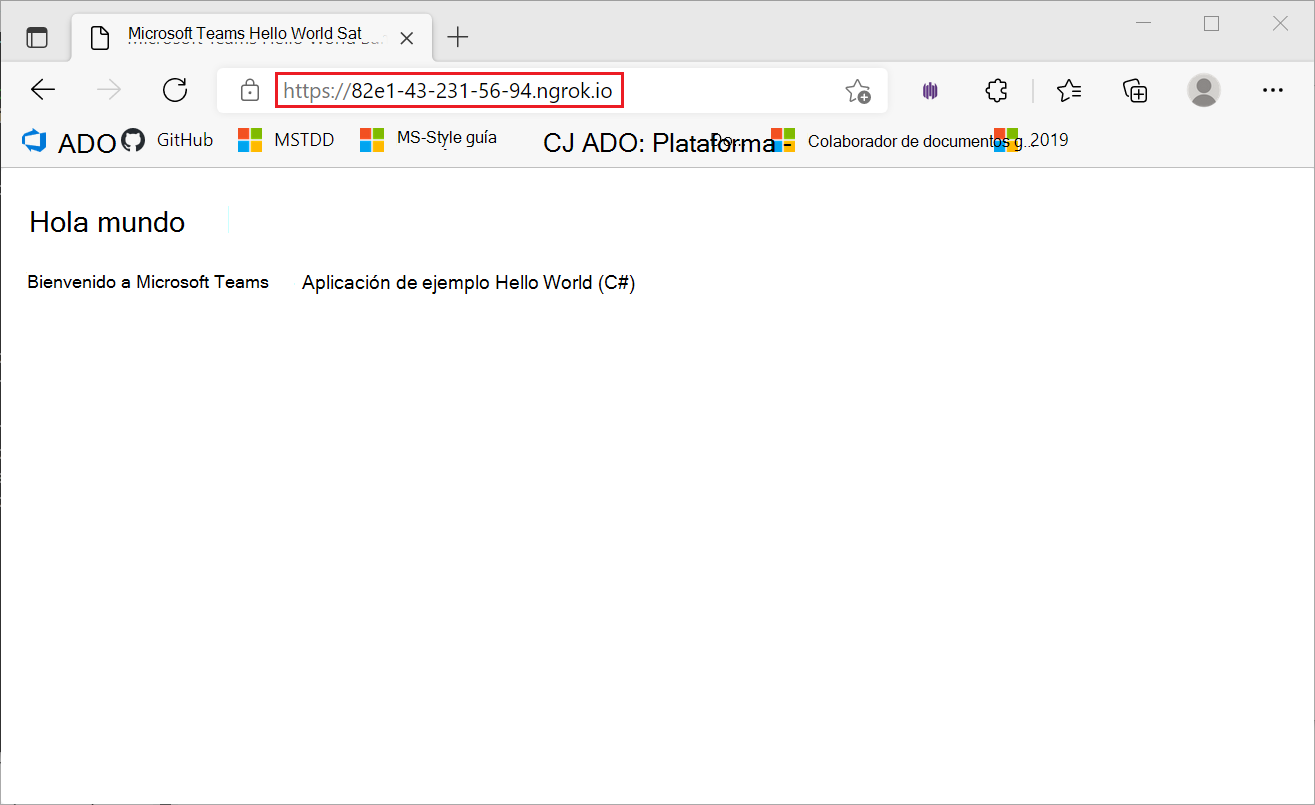 Microsoft Teams Hello World Sat
https://82e1-43-231-56-94.ngrok.io
ADO GitHub MSTDD MS-Style guía CJ ADO: Plataforma - Colaborador de documentos g... 2019
Hola mundo
Bienvenido a Microsoft Teams Aplicación de ejemplo Hello World (C#)